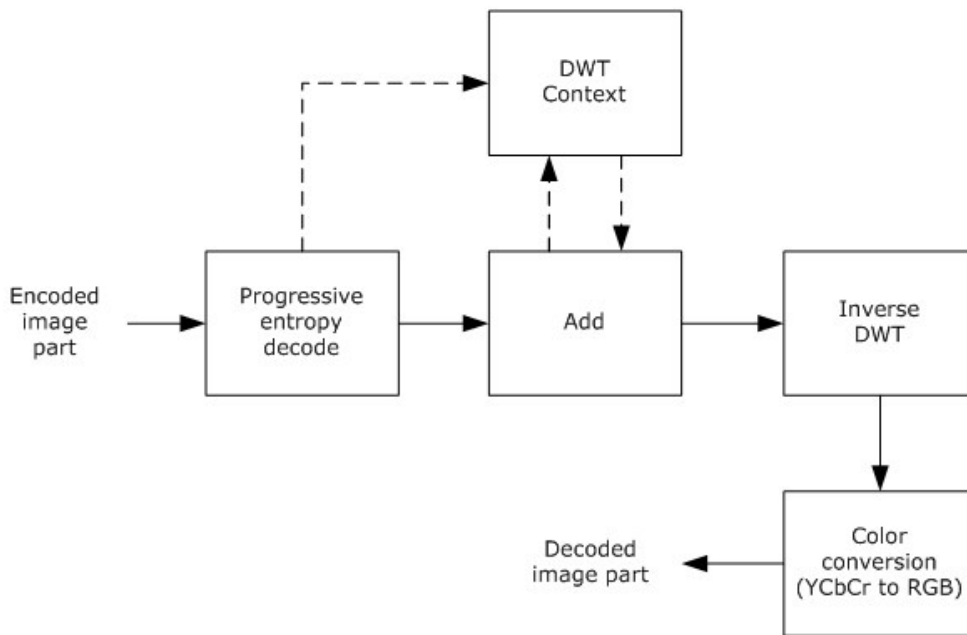 DWT
Context
Encoded
image
part
Progressive
entropy
decode
Add
Inverse
DWT
Decoded
image part
Color
conversion
(YCbCr to RGB)